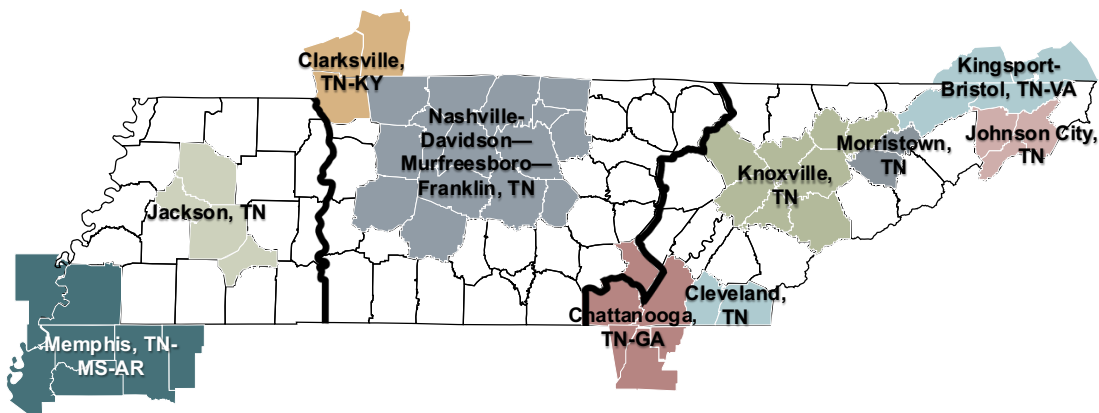 Clarksville,
TN-KY
Kingsport-
Bristol, TN-VA
Nashville-
Davidson—
Murfreesboro—
Franklin, TN
Johnson City,
TN
Morristown,
TN
Knoxville,
TN
Jackson, TN
Cleveland,
TN
Chattanooga,
TN-GA
Memphis, TN-
MS-AR